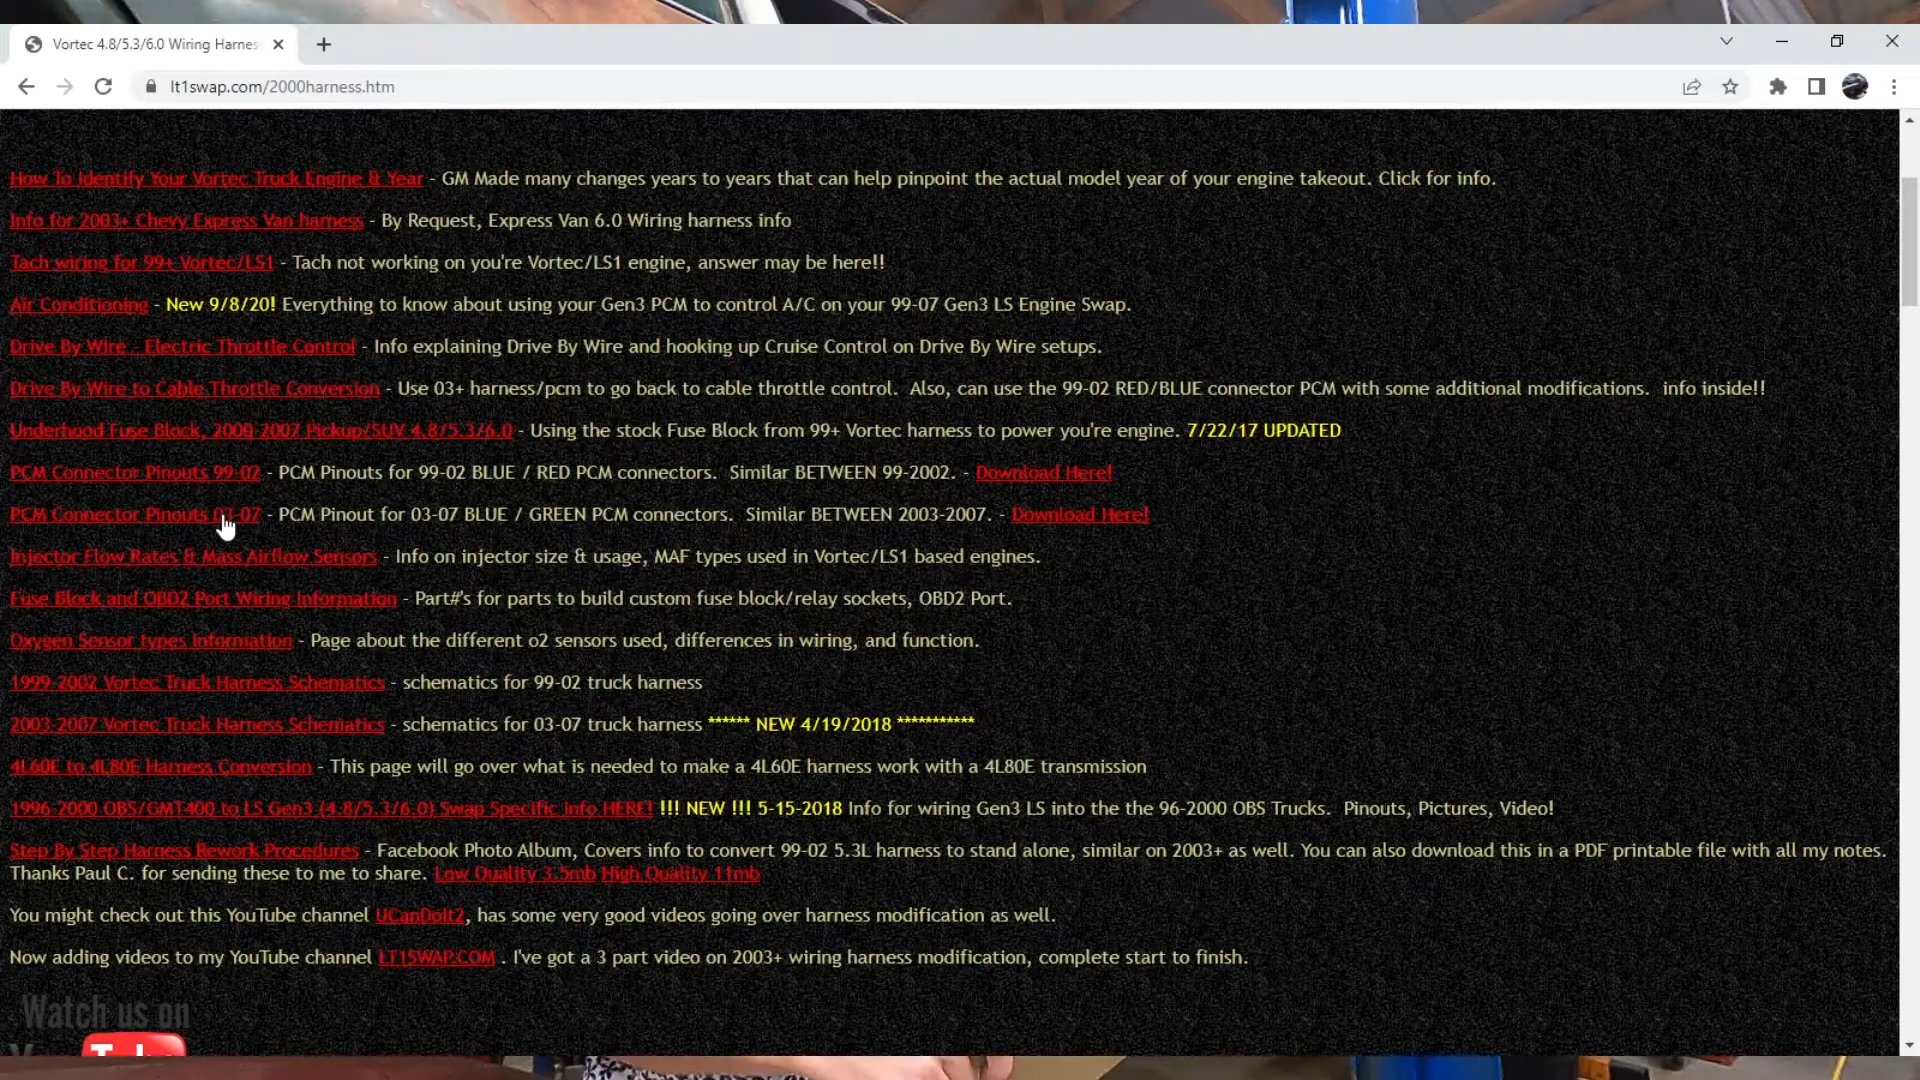 Vortec 4.8/5.3/6.0 Wiring Harnes
lt1swap.com/2000harness.htm
How To Identify Your Vortec Truck Engine & Year - GM Made many changes years to years that can help pinpoint the actual model year of your engine takeout. Click for info.
Info for 2003+ Chevy Express Van harness - By Request, Express Van 6.0 Wiring harness info
Tach wiring for 99+ Vortec/LS1 - Tach not working on you're Vortec/LS1 engine, answer may be here!!
Air Conditioning - New 9/8/20! Everything to know about using your Gen3 PCM to control A/C on your 99-07 Gen3 LS Engine Swap.
Drive By Wire - Electric Throttle Control - Info explaining Drive By Wire and hooking up Cruise Control on Drive By Wire setups.
Drive By Wire to Cable Throttle Conversion - Use 03+ harness/pcm to go back to cable throttle control. Also, can use the 99-02 RED/BLUE connector PCM with some additional modifications. info inside!!
Underhood Fuse Block, 2000-2007 Pickup/SUV 4.8/5.3/6.0 - Using the stock Fuse Block from 99+ Vortec harness to power you're engine. 7/22/17 UPDATED
PCM Connector Pinouts 99-02 - PCM Pinouts for 99-02 BLUE / RED PCM connectors. Similar BETWEEN 99-2002. - Download Here!
PCM Connector Pinouts 03-07 - PCM Pinout for 03-07 BLUE / GREEN PCM connectors. Similar BETWEEN 2003-2007. - Download Here!
Injector Flow Rates & Mass Airflow Sensors - Info on injector size & usage, MAF types used in Vortec/LS1 based engines.
Fuse Block and OBD2 Port Wiring Information - Part#'s for parts to build custom fuse block/relay sockets, OBD2 Port.
Oxygen Sensor types Information - Page about the different o2 sensors used, differences in wiring, and function.
1999-2002 Vortec Truck Harness Schematics - schematics for 99-02 truck harness
2003-2007 Vortec Truck Harness Schematics - schematics for 03-07 truck harness ****** NEW 4/19/2018 ***********
4L60E to 4L80E Harness Conversion - This page will go over what is needed to make a 4L60E harness work with a 4L80E transmission
1996-2000 OBS/GMT400 to LS Gen3 (4.8/5.3/6.0) Swap Specific Info HERE! !!! NEW !!! 5-15-2018 Info for wiring Gen3 LS into the the 96-2000 OBS Trucks. Pinouts, Pictures, Video!
Step By Step Harness Rework Procedures - Facebook Photo Album, Covers info to convert 99-02 5.3L harness to stand alone, similar on 2003+ as well. You can also download this in a PDF printable file with all my notes.
Thanks Paul C. for sending these to me to share. Low Quality 3.5mb High Quality 11mb
You might check out this YouTube channel UCanDoIt2, has some very good videos going over harness modification as well.
Now adding videos to my YouTube channel LT1SWAP.COM . I've got a 3 part video on 2003+ wiring harness modification, complete start to finish.
Watch us on